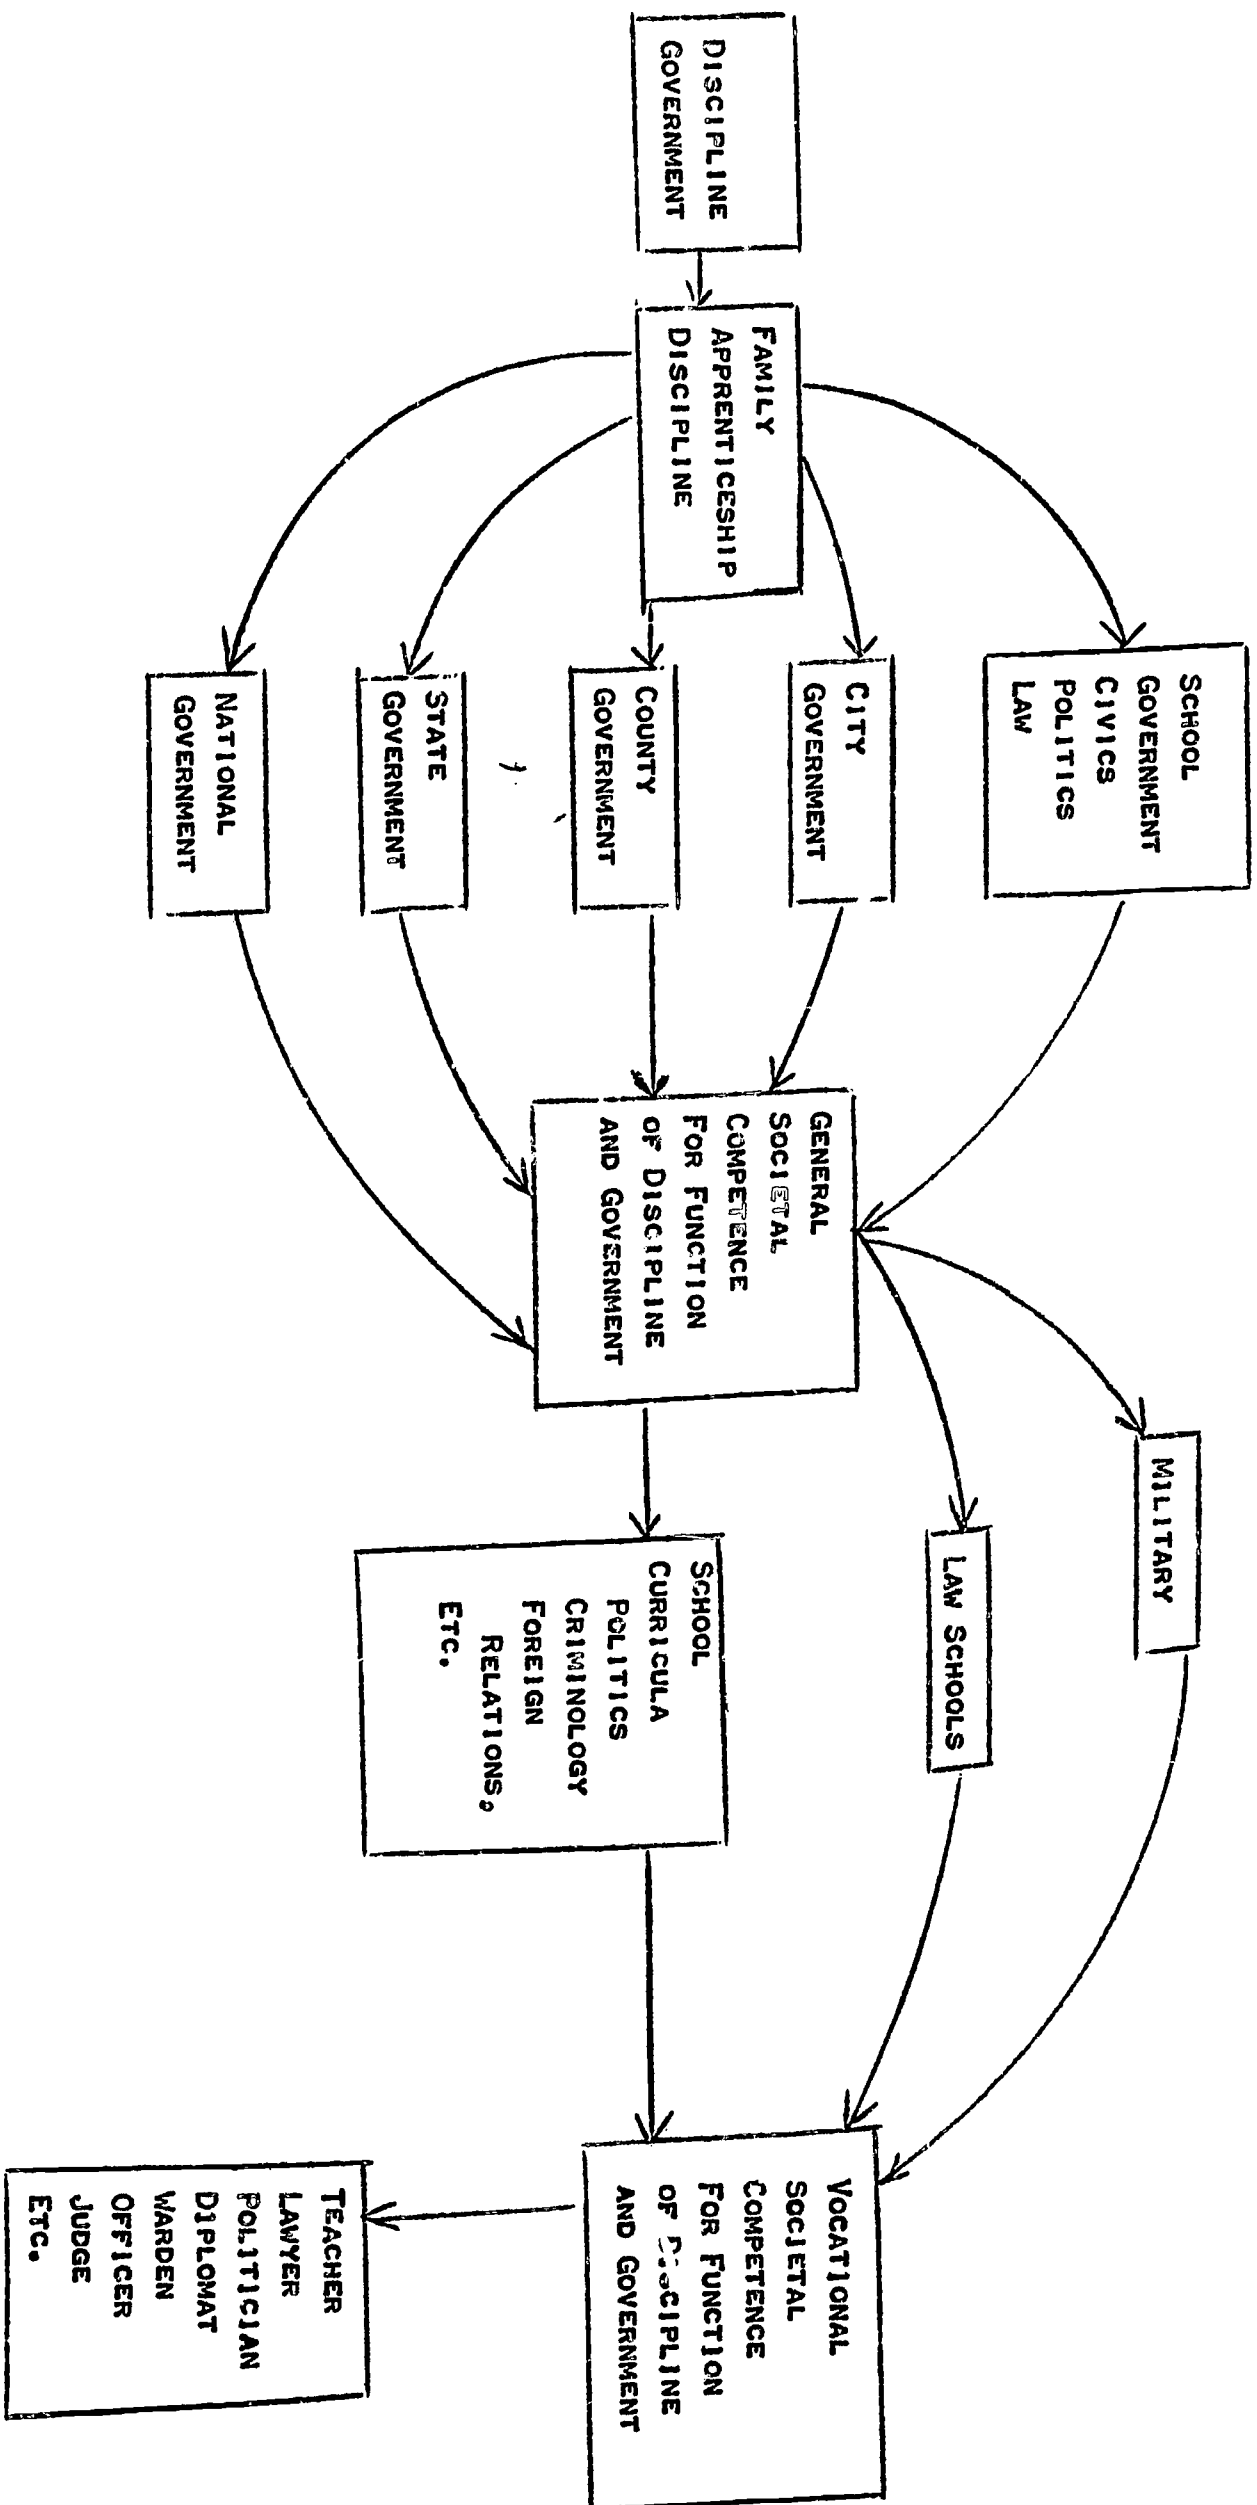 DISCIPLINE
GOVERNMENT
FAMILY
APPRENTICESHIP
DISCIPLINE
SCHOOL
GOVERNMENT
CIVICS
POLITICS
LAW
CITY
GOVERNMENT
COUNTY
GOVERNMENT
STATE
GOVERNMENT
NATIONAL
GOVERNMENT
GENERAL
SOCIETAL
COMPETENCE
FOR FUNCTION
OF DISCIPLINE
AND GOVERNMENT
MILITARY
LAW SCHOOLS
SCHOOL
CURRICULA
POLITICS
CRIMINOLOGY
FOREIGN
RELATIONS,
ETC.
VOCATIONAL
SOCIETAL
COMPETENCE
FOR FUNCTION
OF DISCIPLINE
AND GOVERNMENT
TEACHER
LAWYER
POLITICIAN
DIPLOMAT
WARDEN
OFFICER
JUDGE
ETC.